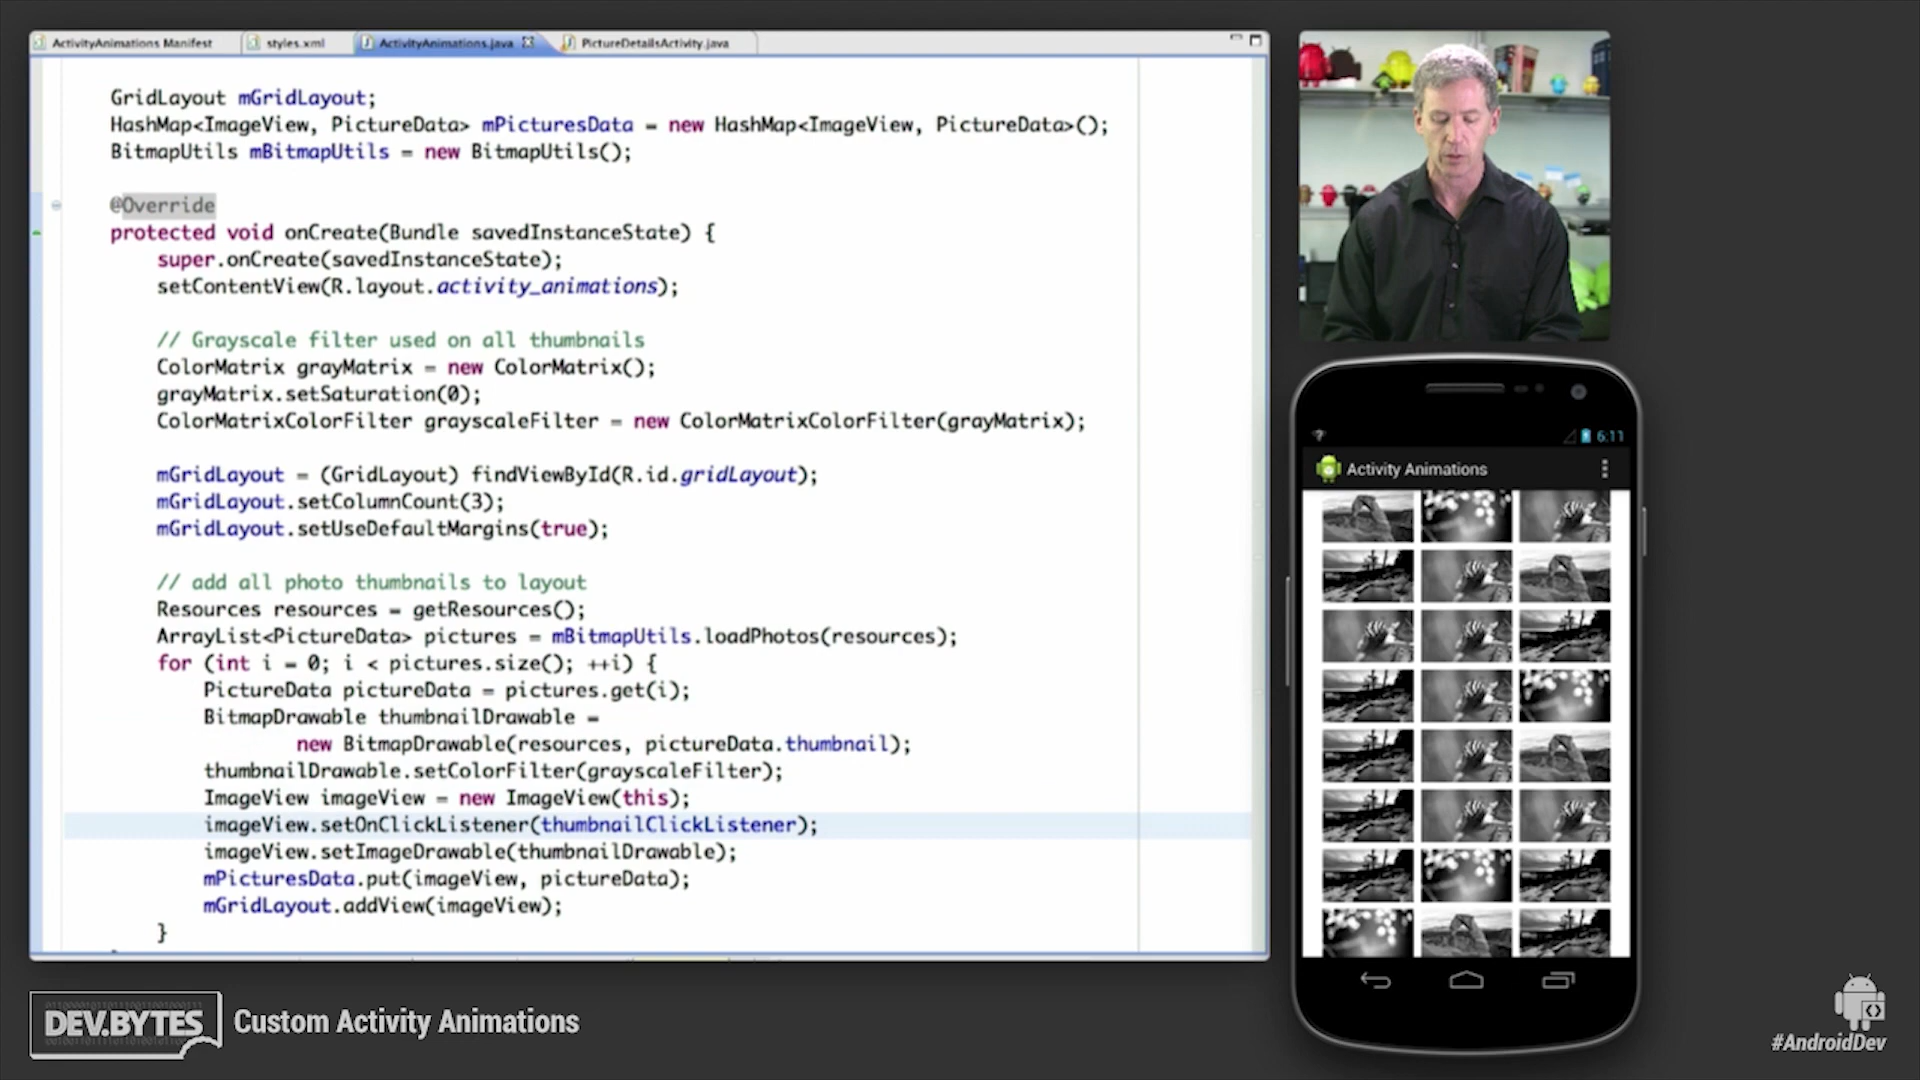 ActivityAnimations Manifest
styles.xml
ActivityAnimations.java
PictureDetailsActivity.java
GridLayout mGridLayout;
HashMap<ImageView, PictureData> mPicturesData = new HashMap<ImageView, PictureData>();
BitmapUtils mBitmapUtils = new BitmapUtils();
@Override
protected void onCreate(Bundle savedInstanceState) {
super.onCreate(savedInstanceState);
setContentView(R.layout.activity_animations);
// Grayscale filter used on all thumbnails
ColorMatrix grayMatrix = new ColorMatrix();
grayMatrix.setSaturation(0);
ColorMatrixColorFilter grayscaleFilter = new ColorMatrixColorFilter(grayMatrix);
mGridLayout = (GridLayout) findViewById(R.id.gridLayout);
mGridLayout.setColumnCount(3);
mGridLayout.setUseDefaultMargins(true);
// add all photo thumbnails to layout
Resources resources = getResources();
ArrayList<PictureData> pictures = mBitmapUtils.loadPhotos(resources);
for (int i = 0; i < pictures.size(); ++i) {
PictureData pictureData = pictures.get(i);
BitmapDrawable thumbnailDrawable =
new BitmapDrawable(resources, pictureData.thumbnail);
thumbnailDrawable.setColorFilter(grayscaleFilter);
ImageView imageView = new ImageView(this);
imageView.setOnClickListener(thumbnailClickListener);
imageView.setImageDrawable(thumbnailDrawable);
mPicturesData.put(imageView, pictureData);
mGridLayout.addView(imageView);
}
6:11
Activity Animations
DEV.BYTES
Custom Activity Animations
#AndroidDev